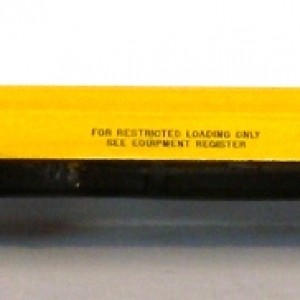 FOR RESTRICTED LOADING ONLY
SEE EQUIPMENT REGISTER